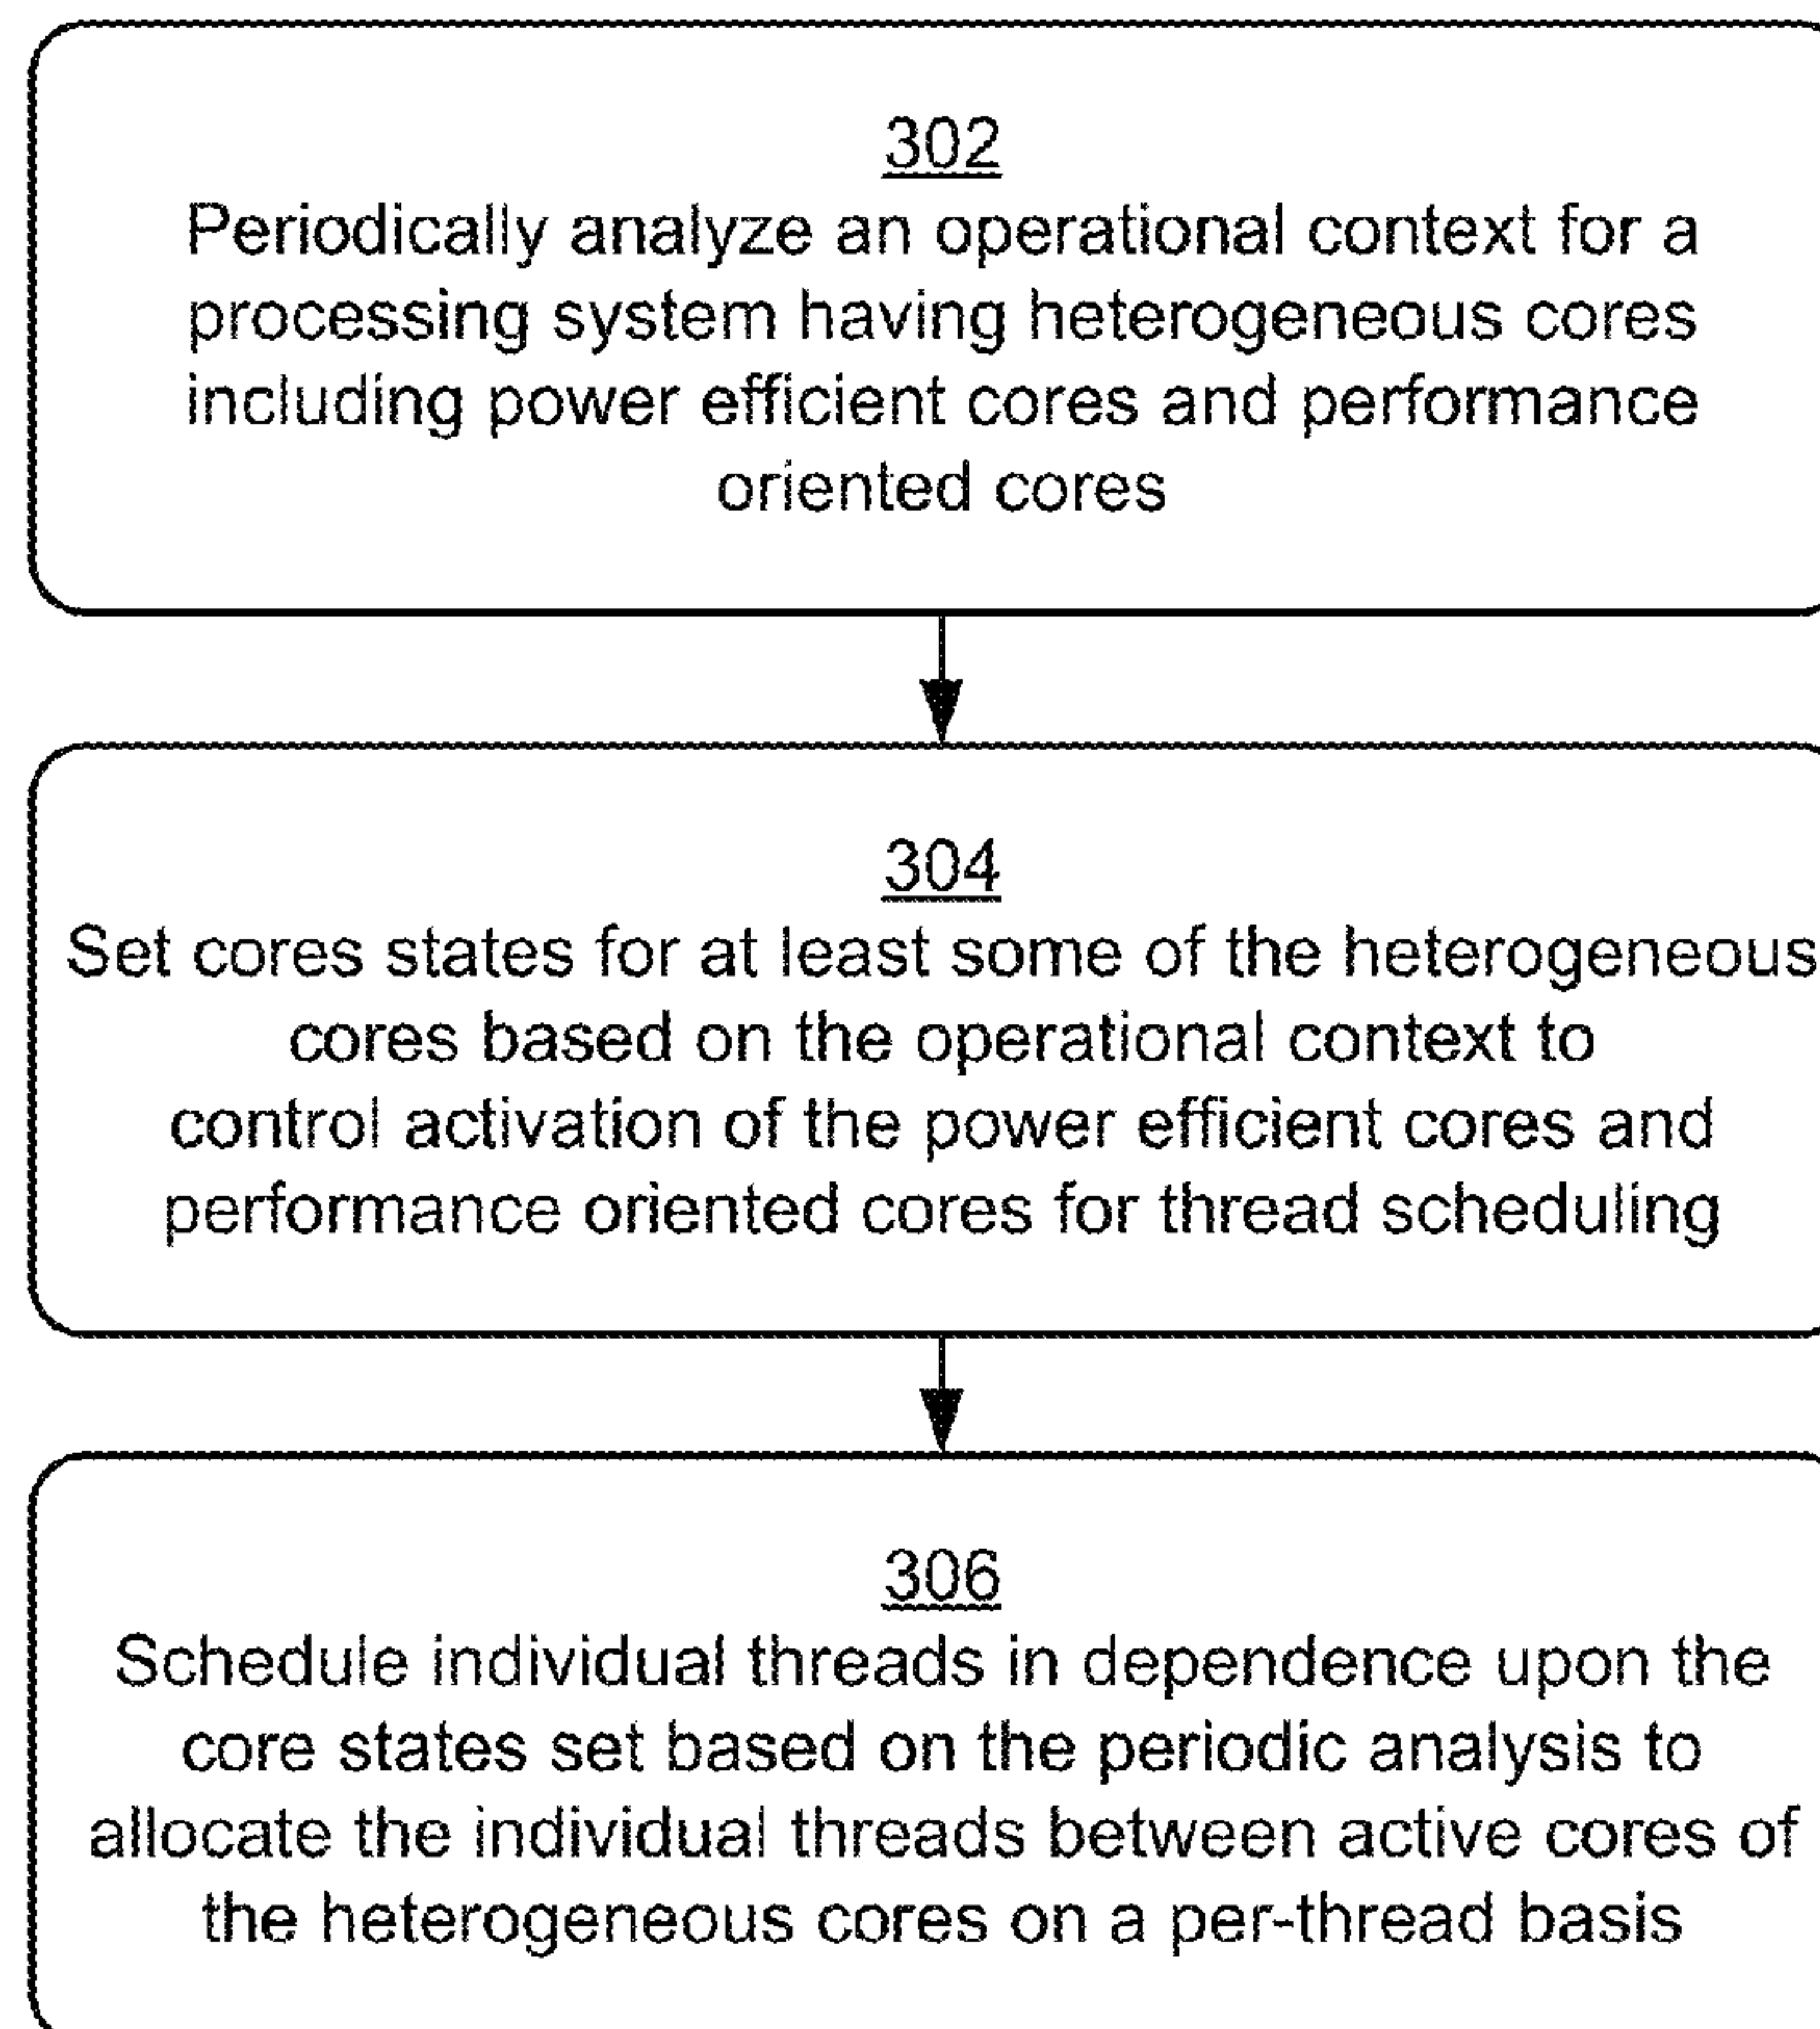 302
Periodically analyze an operational context for a
processing system having heterogeneous cores
including power efficient cores and performance
oriented cores
304
Set cores states for at least some of the heterogeneous
cores based on the operational context to
control activation of the power efficient cores and
performance oriented cores for thread scheduling
306
Schedule individual threads in dependence upon the
core states set based on the periodic analysis to
allocate the individual threads between active cores of
the heterogeneous cores on a per-thread basis